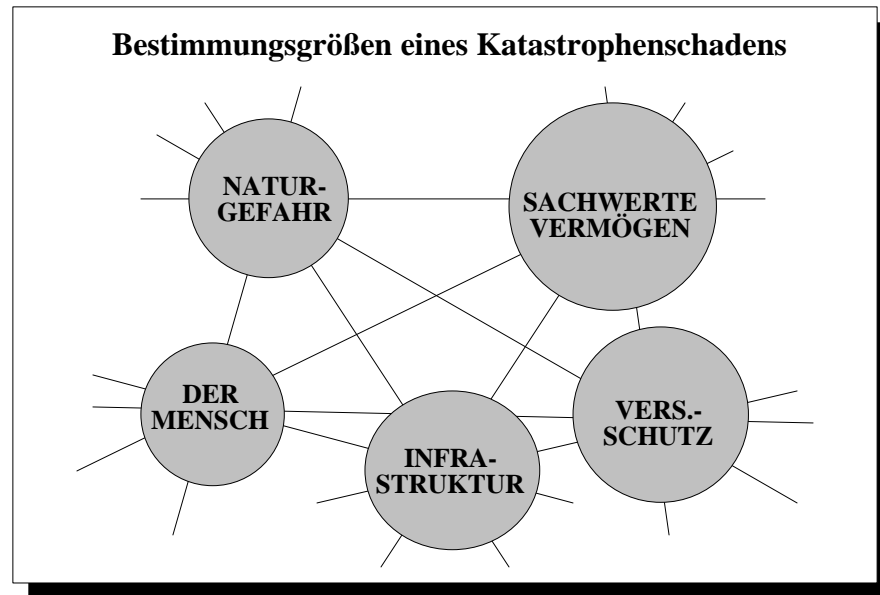 Bestimmungsgrößen eines Katastrophenschadens
NATUR-
GEFAHR
SACHWERTE
VERMÖGEN
DER
MENSCH
INFRA-
STRUKTUR
VERS.-
SCHUTZ